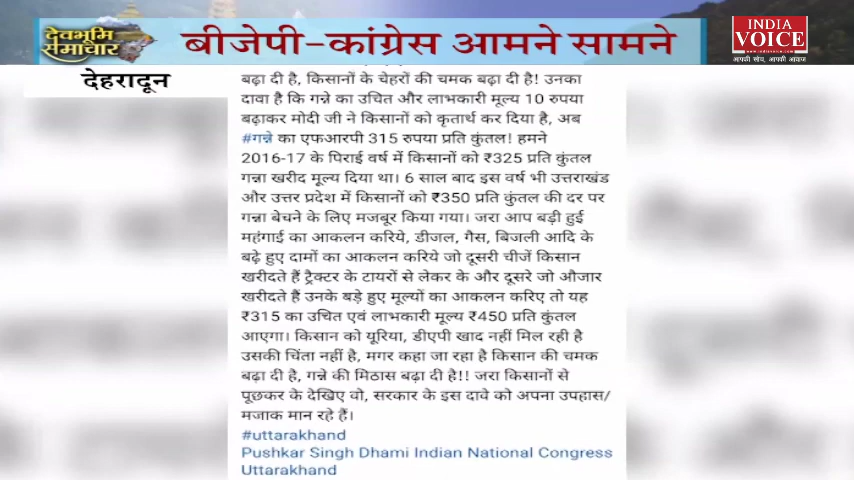 देवभूमि
समाचार
बीजेपी-कांग्रेस आमने सामने
INDIA
VOICE
आपकी सोच, आपकी आवाज
देहरादून
बढ़ा दी है, किसानों के चेहरों की चमक बढ़ा दी है! उनका
दावा है कि गन्ने का उचित और लाभकारी मूल्य 10 रुपया
बढ़ाकर मोदी जी ने किसानों को कृतार्थ कर दिया है, अब
#गन्ने का एफआरपी 315 रुपया प्रति कुंतल! हमने
2016-17 के पिराई वर्ष में किसानों को ₹325 प्रति कुंतल
गन्ना खरीद मूल्य दिया था। 6 साल बाद इस वर्ष भी उत्तराखंड
और उत्तर प्रदेश में किसानों को ₹350 प्रति कुंतल की दर पर
गन्ना बेचने के लिए मजबूर किया गया। जरा आप बड़ी हुई
महंगाई का आकलन करिये, डीजल, गैस, बिजली आदि के
बढ़े हुए दामों का आकलन करिये जो दूसरी चीजें किसान
खरीदते हैं ट्रैक्टर के टायरों से लेकर के और दूसरे जो औजार
खरीदते हैं उनके बड़े हुए मूल्यों का आकलन करिए तो यह
₹315 का उचित एवं लाभकारी मूल्य ₹450 प्रति कुंतल
आएगा। किसान को यूरिया, डीएपी खाद नहीं मिल रही है
उसकी चिंता नहीं है, मगर कहा जा रहा है किसान की चमक
बढ़ा दी है, गन्ने की मिठास बढ़ा दी है!! जरा किसानों से
पूछकर के देखिए वो, सरकार के इस दावे को अपना उपहास/
मजाक मान रहे हैं।
#uttarakhand
Pushkar Singh Dhami Indian National Congress
Uttarakhand